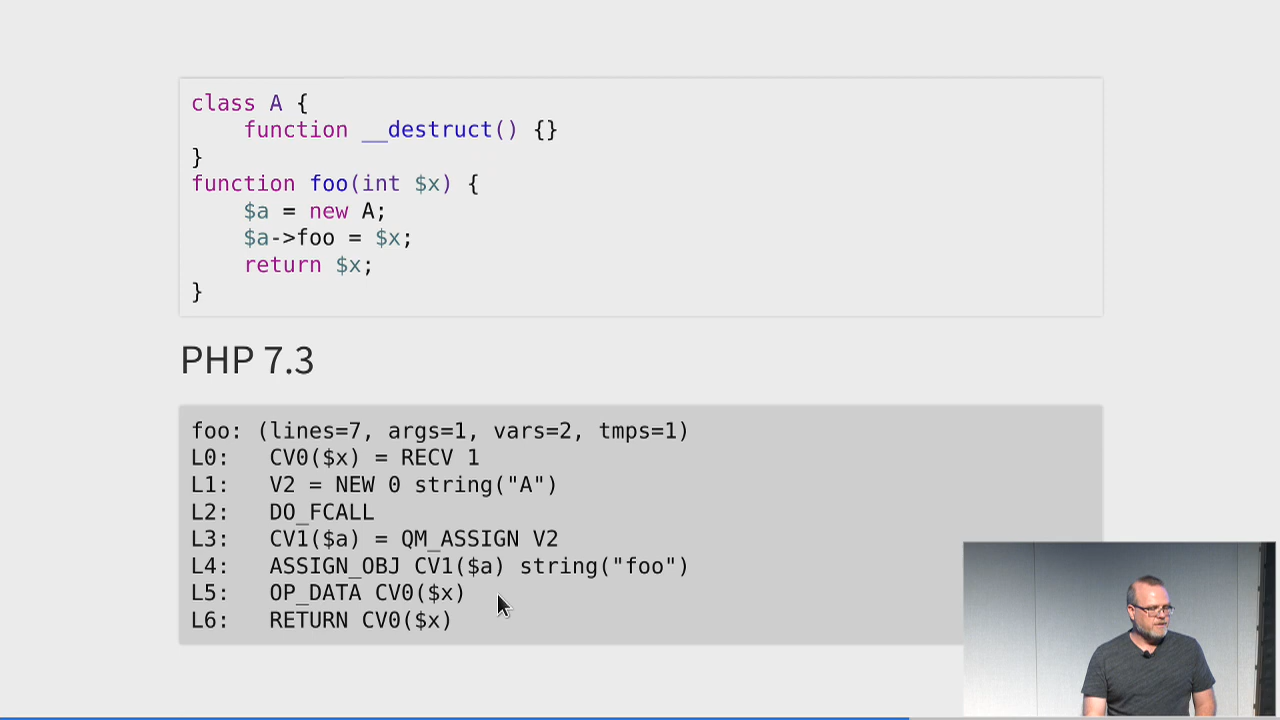 class A {
    function __destruct() {}
}
function foo(int $x) {
    $a = new A;
    $a->foo = $x;
    return $x;
}
PHP 7.3
foo: (lines=7, args=1, vars=2, tmps=1)
L0:   CV0($x) = RECV 1
L1:   V2 = NEW 0 string("A")
L2:   DO_FCALL
L3:   CV1($a) = QM_ASSIGN V2
L4:   ASSIGN_OBJ CV1($a) string("foo")
L5:   OP_DATA CV0($x)
L6:   RETURN CV0($x)